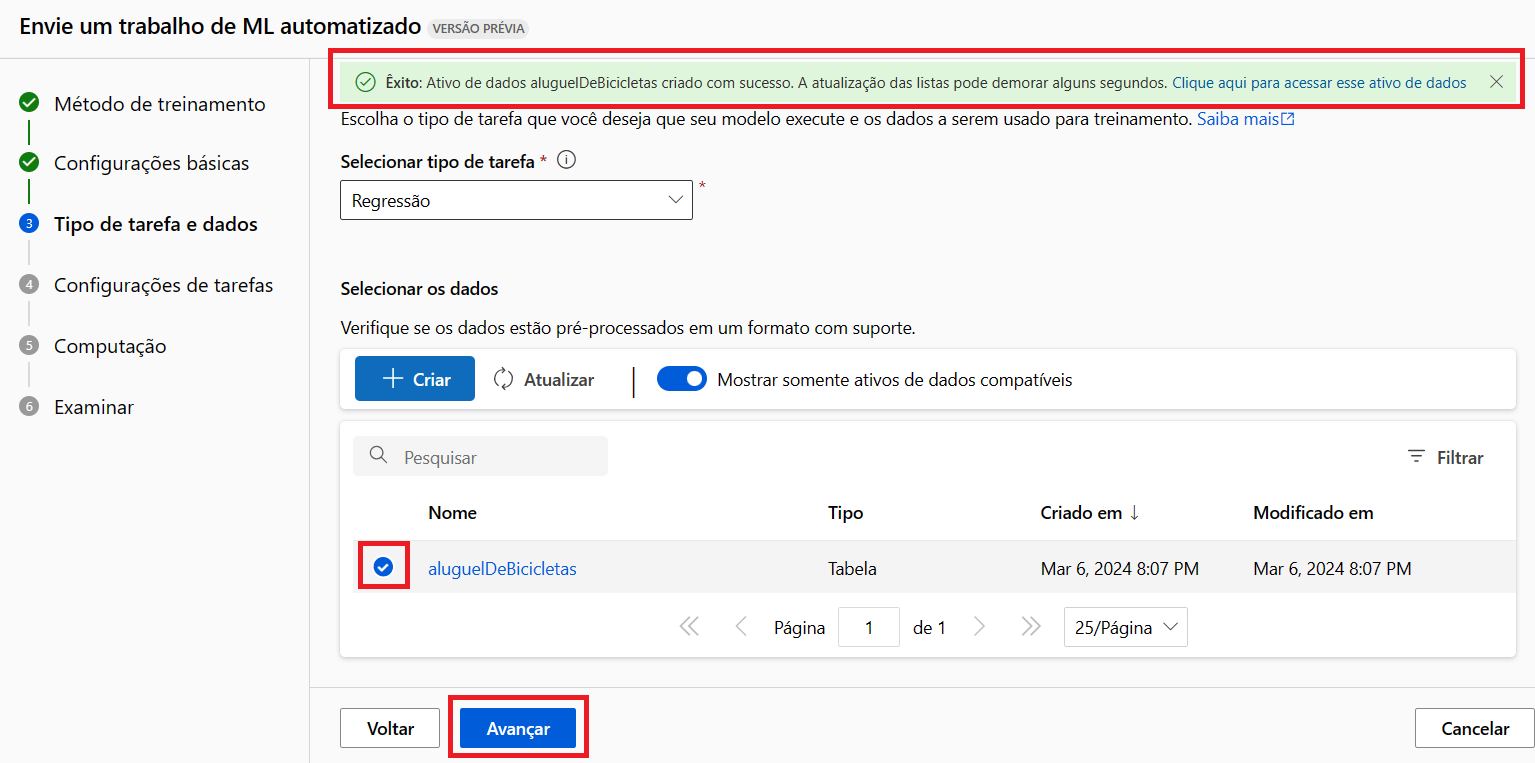 Envie um trabalho de ML automatizado VERSÃO PRÉVIA
Êxito: Ativo de dados aluguelDeBicicletas criado com sucesso. A atualização das listas pode demorar alguns segundos. Clique aqui para acessar esse ativo de dados
Método de treinamento
Configurações básicas
3 Tipo de tarefa e dados
4 Configurações de tarefas
5 Computação
6 Examinar
Escolha o tipo de tarefa que você deseja que seu modelo execute e os dados a serem usado para treinamento. Saiba mais
Selecionar tipo de tarefa *
Regressão *
Selecionar os dados
Verifique se os dados estão pré-processados em um formato com suporte.
Criar Atualizar Mostrar somente ativos de dados compatíveis
Pesquisar Filtrar
Nome Tipo Criado em ↓ Modificado em
aluguelDeBicicletas Tabela Mar 6, 2024 8:07 PM Mar 6, 2024 8:07 PM
Página 1 de 1 25/Página
Voltar Avançar Cancelar